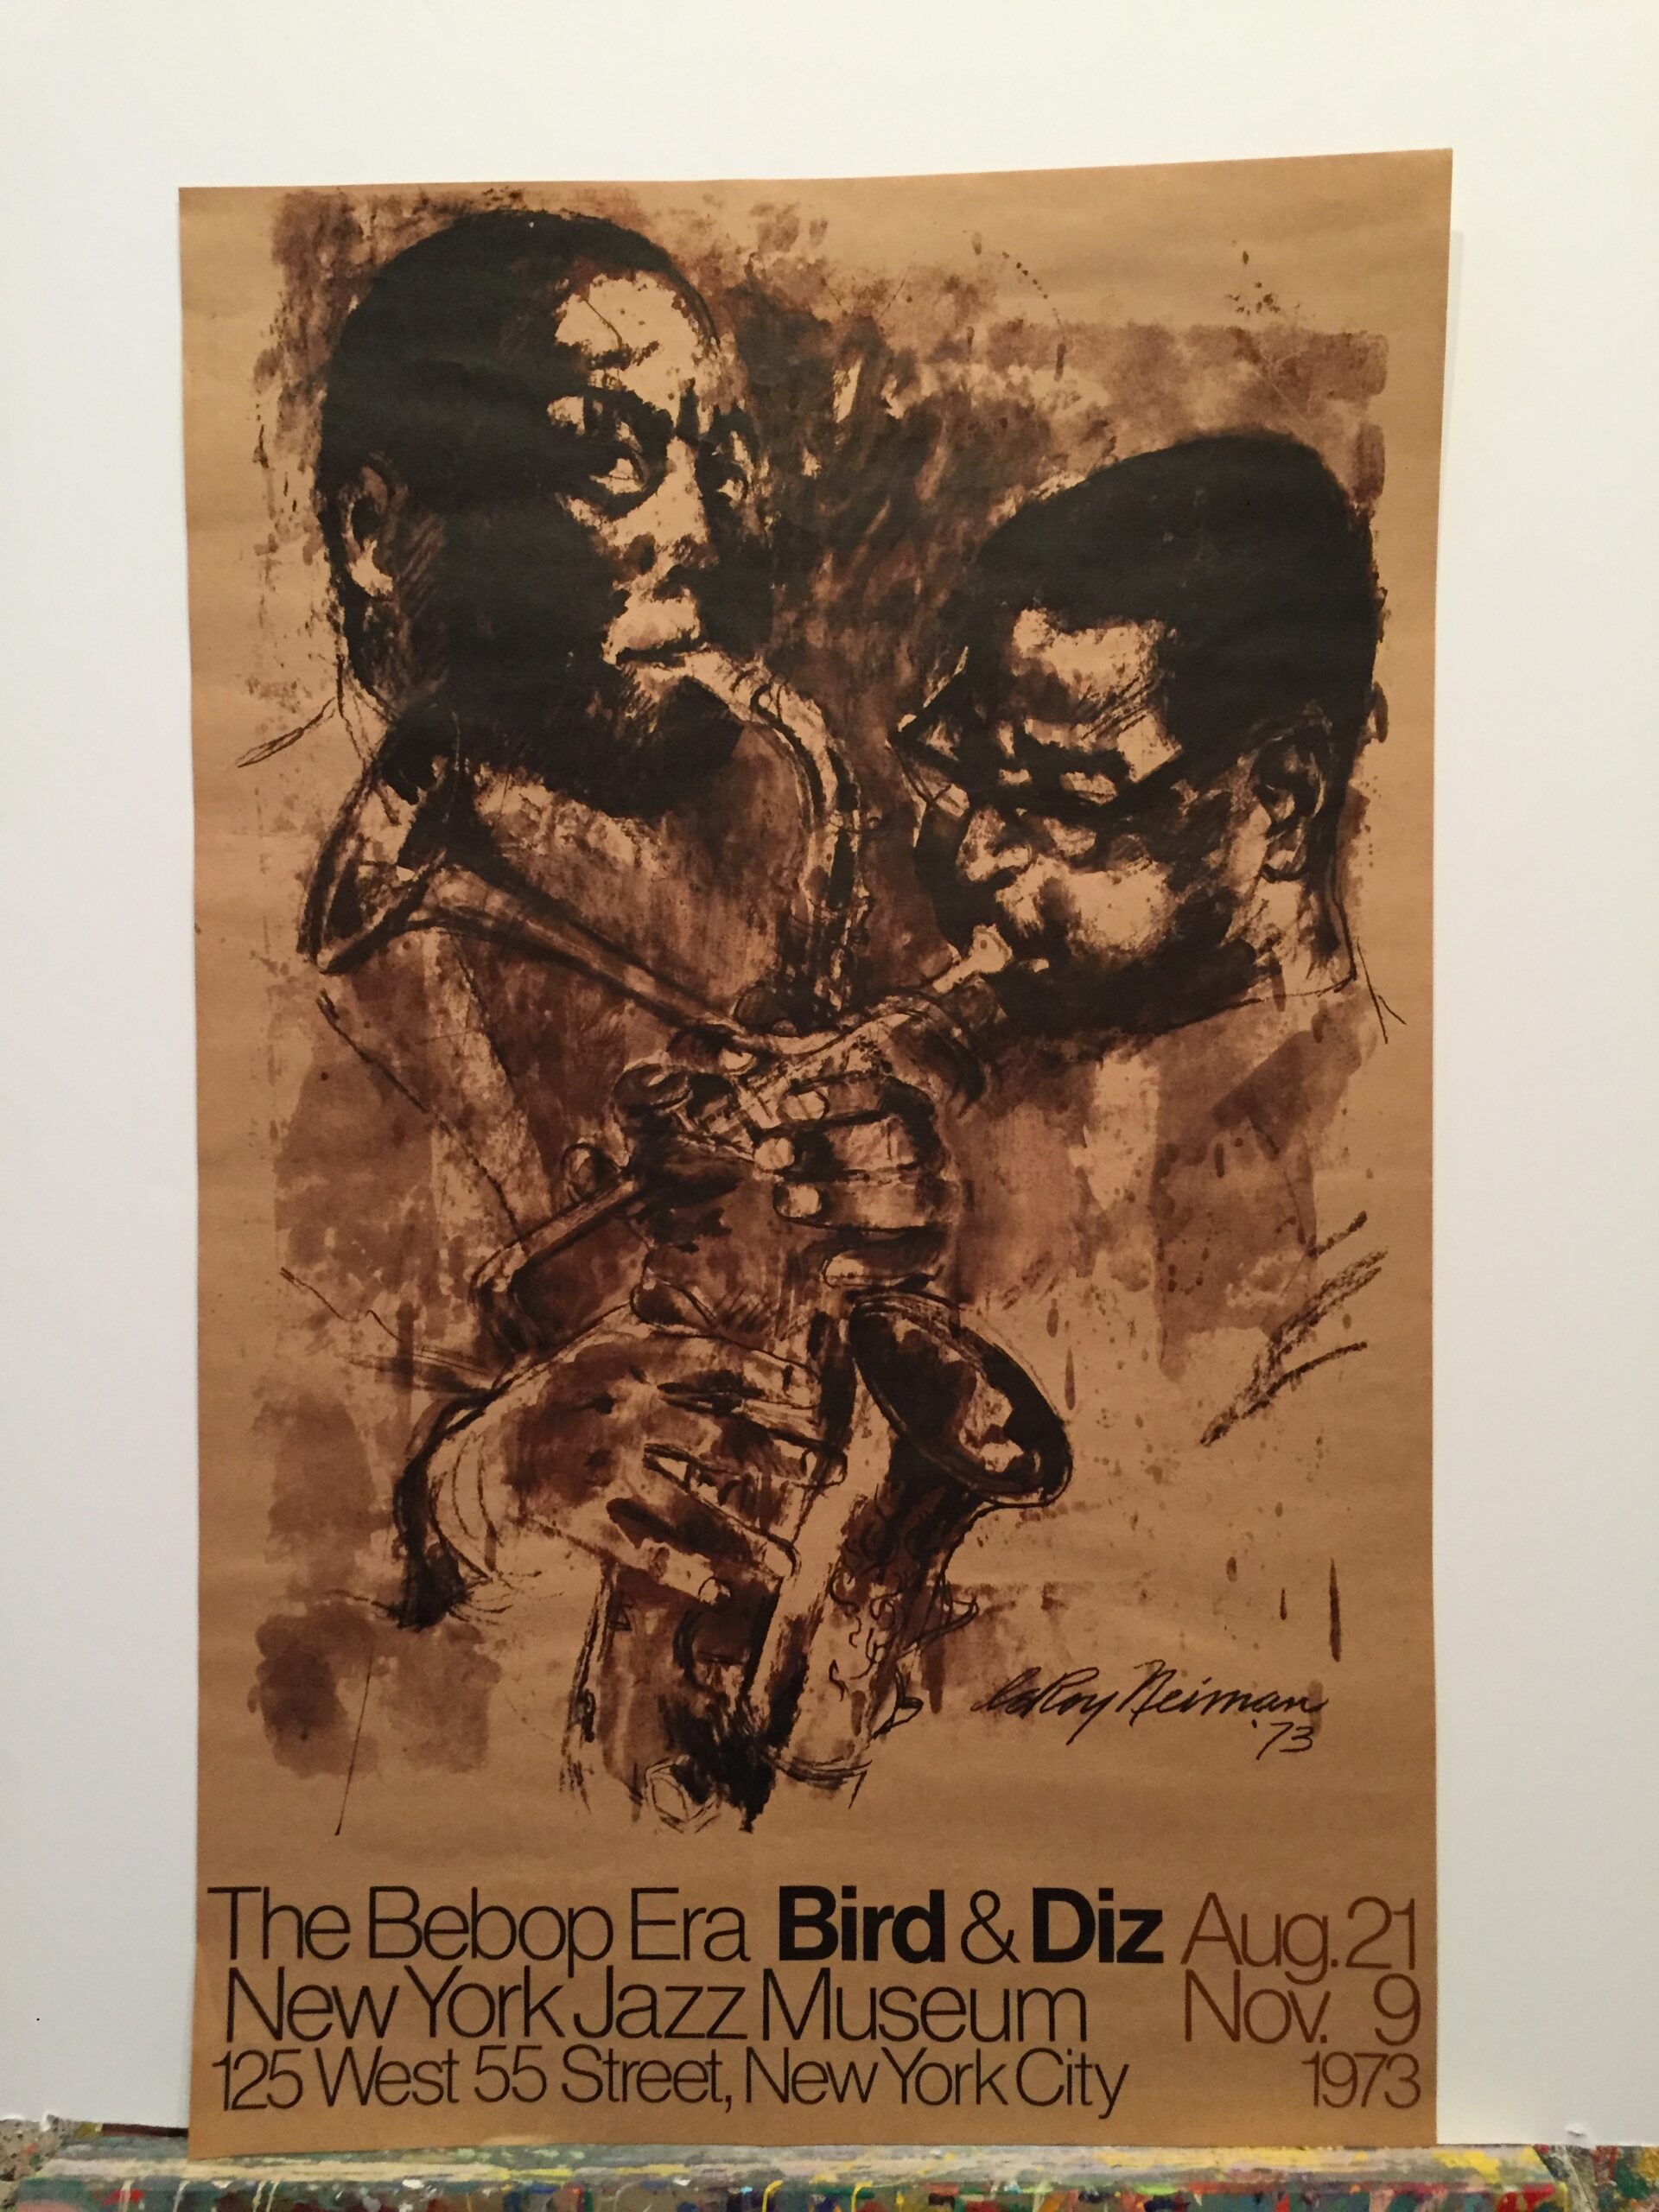 LeRoy Neiman
'73
The Bebop Era Bird & Diz Aug. 21
New York Jazz Museum Nov. 9
125 West 55 Street, New York City 1973